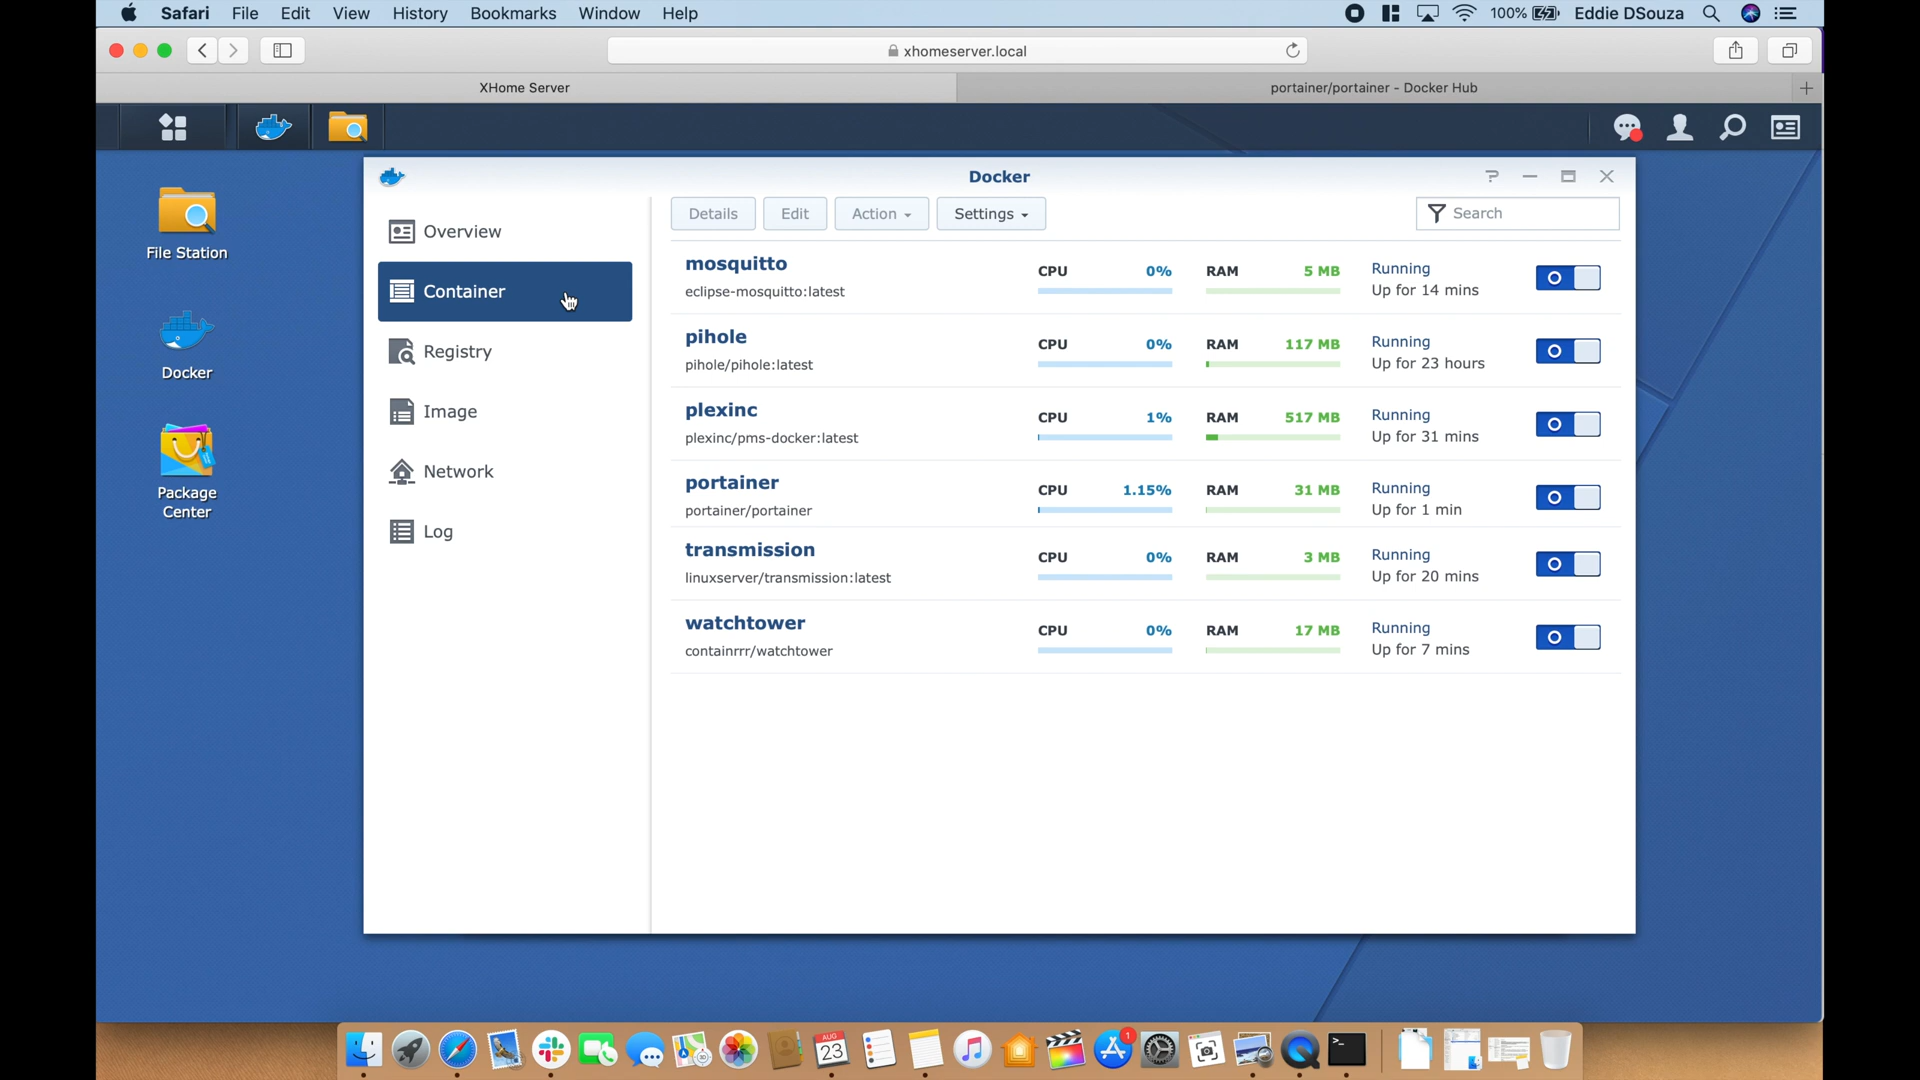 Safari File Edit View History Bookmarks Window Help 100% Eddie DSouza
xhomeserver.local
XHome Server portainer/portainer - Docker Hub
Docker
File Station
Docker
Package
Center
Overview
Container
Registry
Image
Network
Log
Details Edit Action Settings Search
mosquitto
eclipse-mosquitto:latest
CPU 0% RAM 5 MB
Running
Up for 14 mins
pihole
pihole/pihole:latest
CPU 0% RAM 117 MB
Running
Up for 23 hours
plexinc
plexinc/pms-docker:latest
CPU 1% RAM 517 MB
Running
Up for 31 mins
portainer
portainer/portainer
CPU 1.15% RAM 31 MB
Running
Up for 1 min
transmission
linuxserver/transmission:latest
CPU 0% RAM 3 MB
Running
Up for 20 mins
watchtower
containrrr/watchtower
CPU 0% RAM 17 MB
Running
Up for 7 mins
AUG
23
1